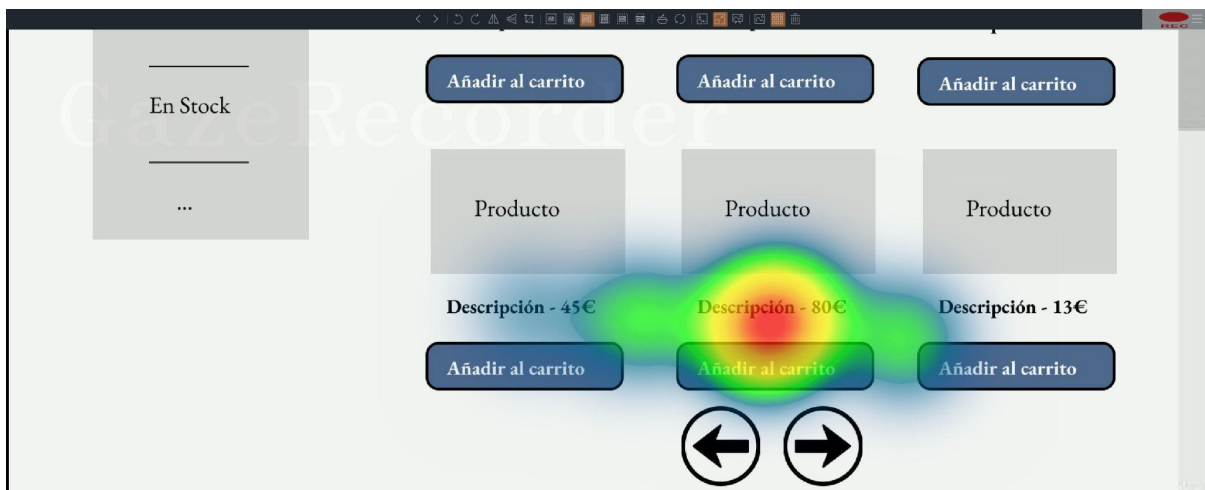 REC
GazeRecorder
Añadir al carrito
Añadir al carrito
Añadir al carrito
En Stock
...
Producto
Producto
Producto
Descripción - 45€
Descripción - 80€
Descripción - 13€
Añadir al carrito
Añadir al carrito
Añadir al carrito